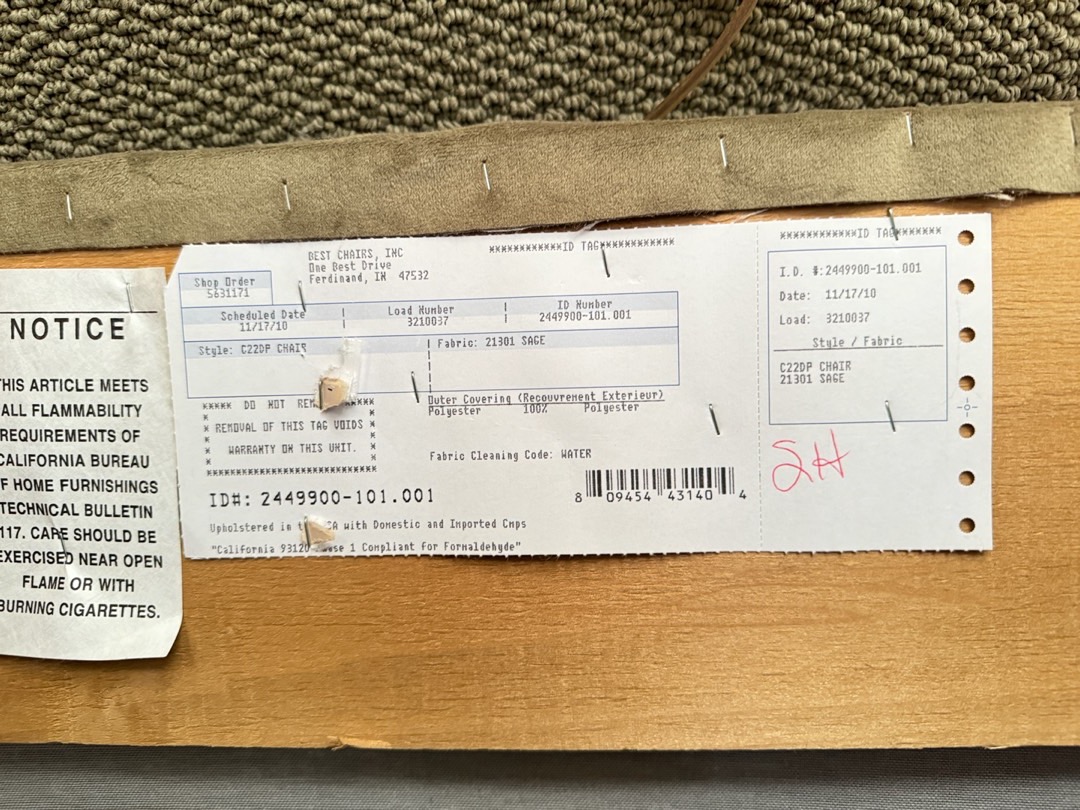 NOTICE
THIS ARTICLE MEETS
ALL FLAMMABILITY
REQUIREMENTS OF
CALIFORNIA BUREAU
OF HOME FURNISHINGS
TECHNICAL BULLETIN
117. CARE SHOULD BE
EXERCISED NEAR OPEN
FLAME OR WITH
BURNING CIGARETTES.
BEST CHAIRS, INC
One Best Drive
Ferdinand, IN 47532
************ID TAG************
Shop Order
5631171
Scheduled Date | Load Number | ID Number
11/17/10 3210037 2449900-101.001
Style: C22DP CHAIR Fabric: 21301 SAGE
***** DO NOT REM
REMOVAL OF THIS TAG VOIDS
WARRANTY ON THIS UNIT.
Outer Covering (Recouvrement Exterieur)
Polyester 100% Polyester
Fabric Cleaning Code: WATER
ID#: 2449900-101.001
8 09454 43140 4
Upholstered in with Domestic and Imported Cmps
"California 93120 1 Compliant for Formaldehyde"
************ID TAG********
I.D. #:2449900-101.001
Date: 11/17/10
Load: 3210037
Style / Fabric
C22DP CHAIR
21301 SAGE
SH